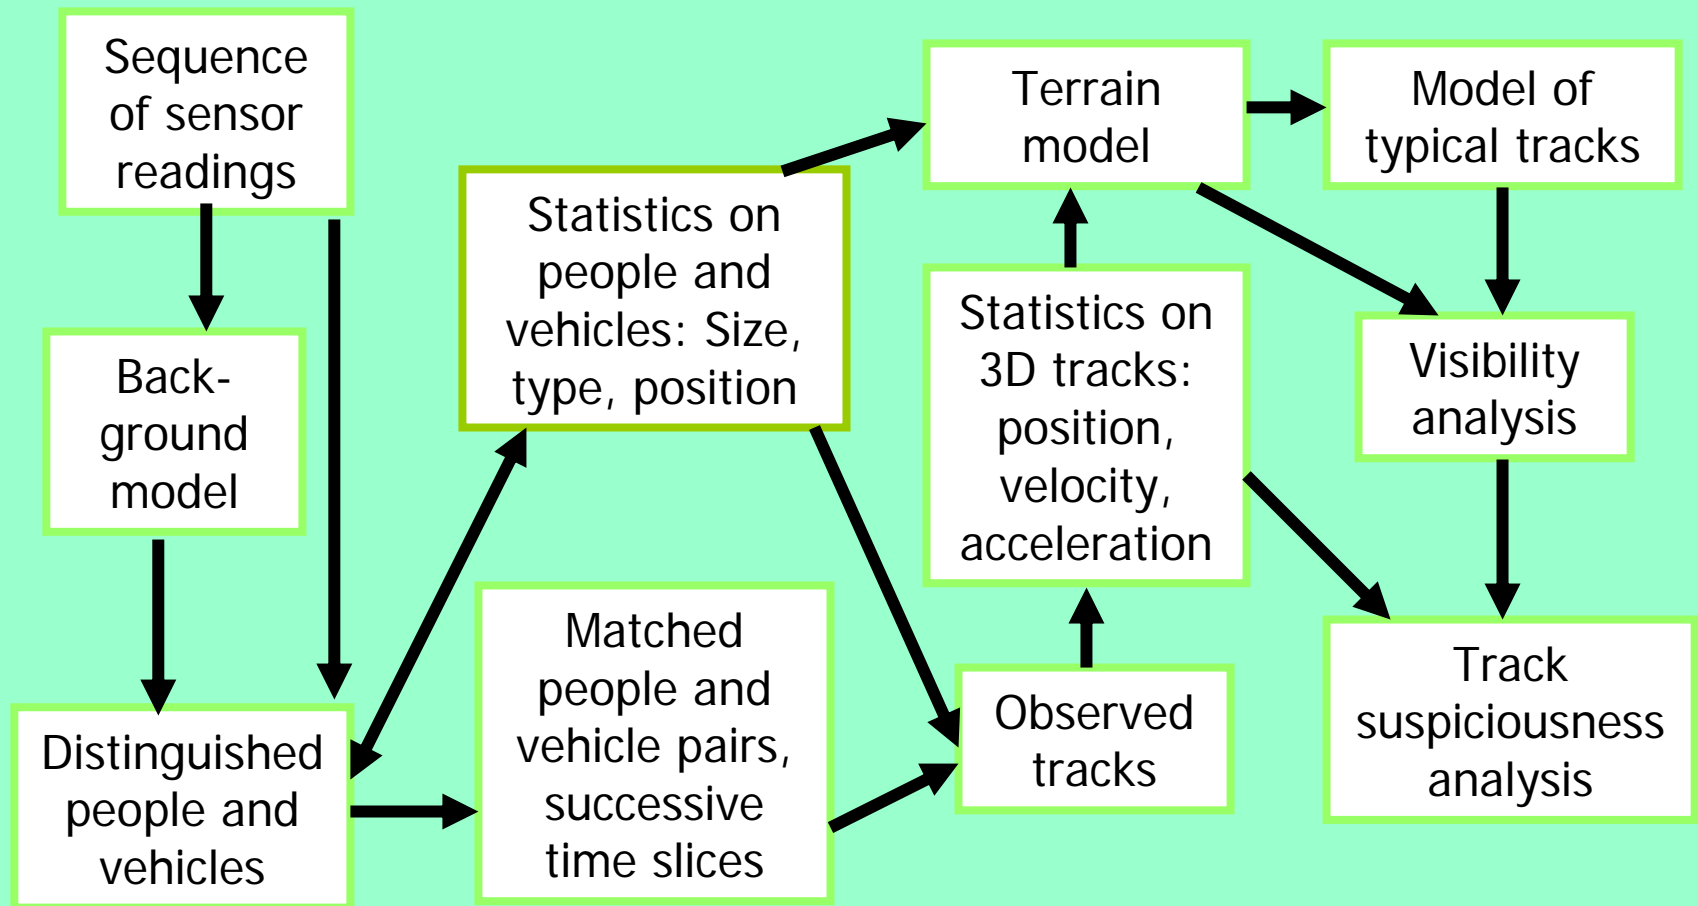 Sequence
of sensor
readings
Back-
ground
model
Distinguished
people and
vehicles
Statistics on
people and
vehicles: Size,
type, position
Matched
people and
vehicle pairs,
successive
time slices
Terrain
model
Statistics on
3D tracks:
position,
velocity,
acceleration
Observed
tracks
Model of
typical tracks
Visibility
analysis
Track
suspiciousness
analysis